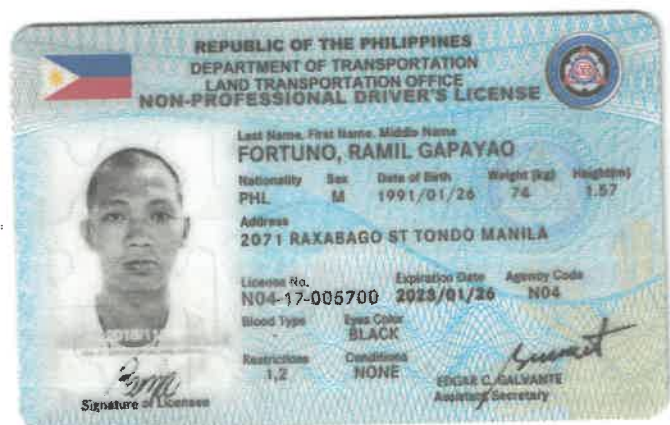 REPUBLIC OF THE PHILIPPINES
DEPARTMENT OF TRANSPORTATION
LAND TRANSPORTATION OFFICE
NON-PROFESSIONAL DRIVER'S LICENSE
Last Name, First Name, Middle Name
FORTUNO, RAMIL GAPAYAO
Nationality Sex Date of Birth Weight (kg) Height(m)
PHL M 1991/01/26 74 1.57
Address
2071 RAXABAGO ST TONDO MANILA
License No. Expiration Date Agency Code
N04-17-005700 2023/01/26 N04
Blood Type Eyes Color
BLACK
Restrictions Conditions
1,2 NONE
EDGAR C. GALVANTE
Assistant Secretary
Signature of Licensee